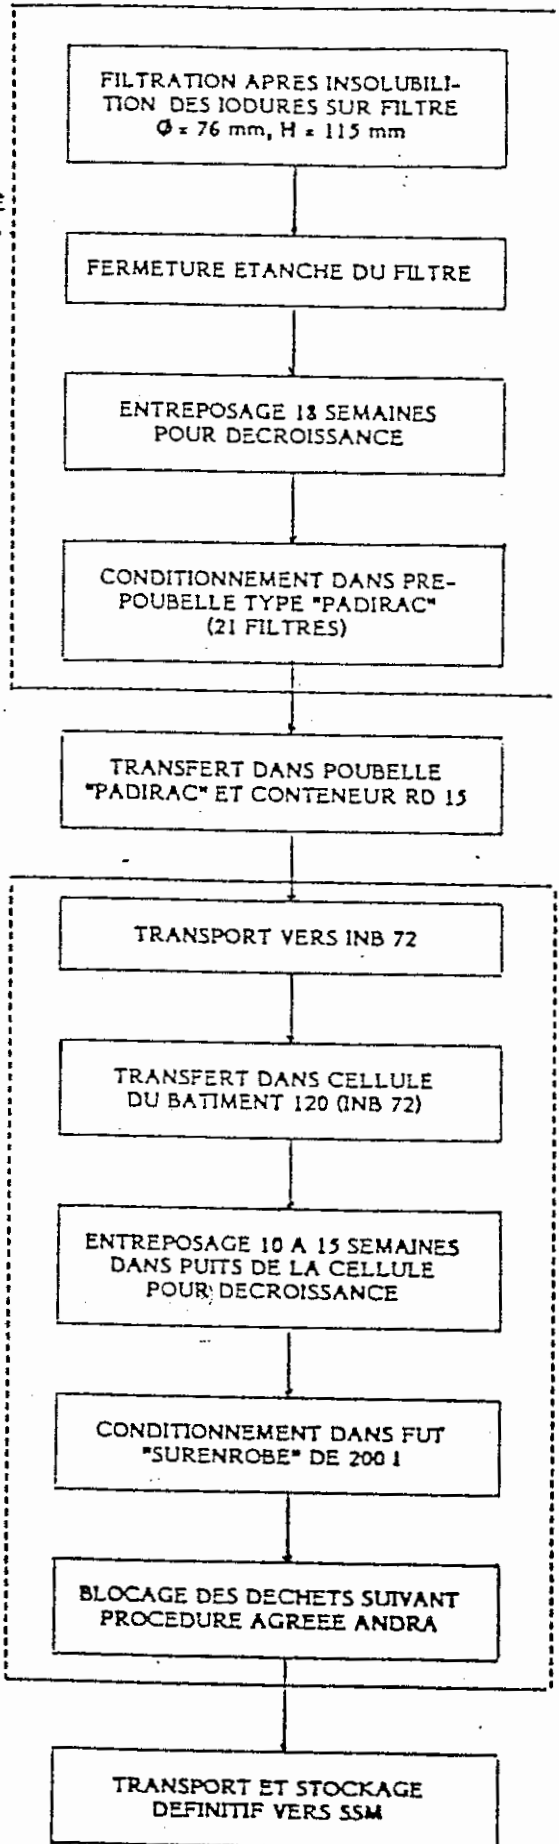 FILTRATION APRES INSOLUBILI-
TION DES IODURES SUR FILTRE
Ø = 76 mm, H = 115 mm
FERMETURE ETANCHE DU FILTRE
ENTREPOSAGE 18 SEMAINES
POUR DECROISSANCE
CONDITIONNEMENT DANS PRE-
POUBELLE TYPE "PADIRAC"
(21 FILTRES)
TRANSFERT DANS POUBELLE
"PADIRAC" ET CONTENEUR RD 15
TRANSPORT VERS INB 72
TRANSFERT DANS CELLULE
DU BATIMENT 120 (INB 72)
ENTREPOSAGE 10 A 15 SEMAINES
DANS PUITS DE LA CELLULE
POUR DECROISSANCE
CONDITIONNEMENT DANS FUT
"SURENROBE" DE 200 l
BLOCAGE DES DECHETS SUIVANT
PROCEDURE AGREEE ANDRA
TRANSPORT ET STOCKAGE
DEFINITIF VERS SSM